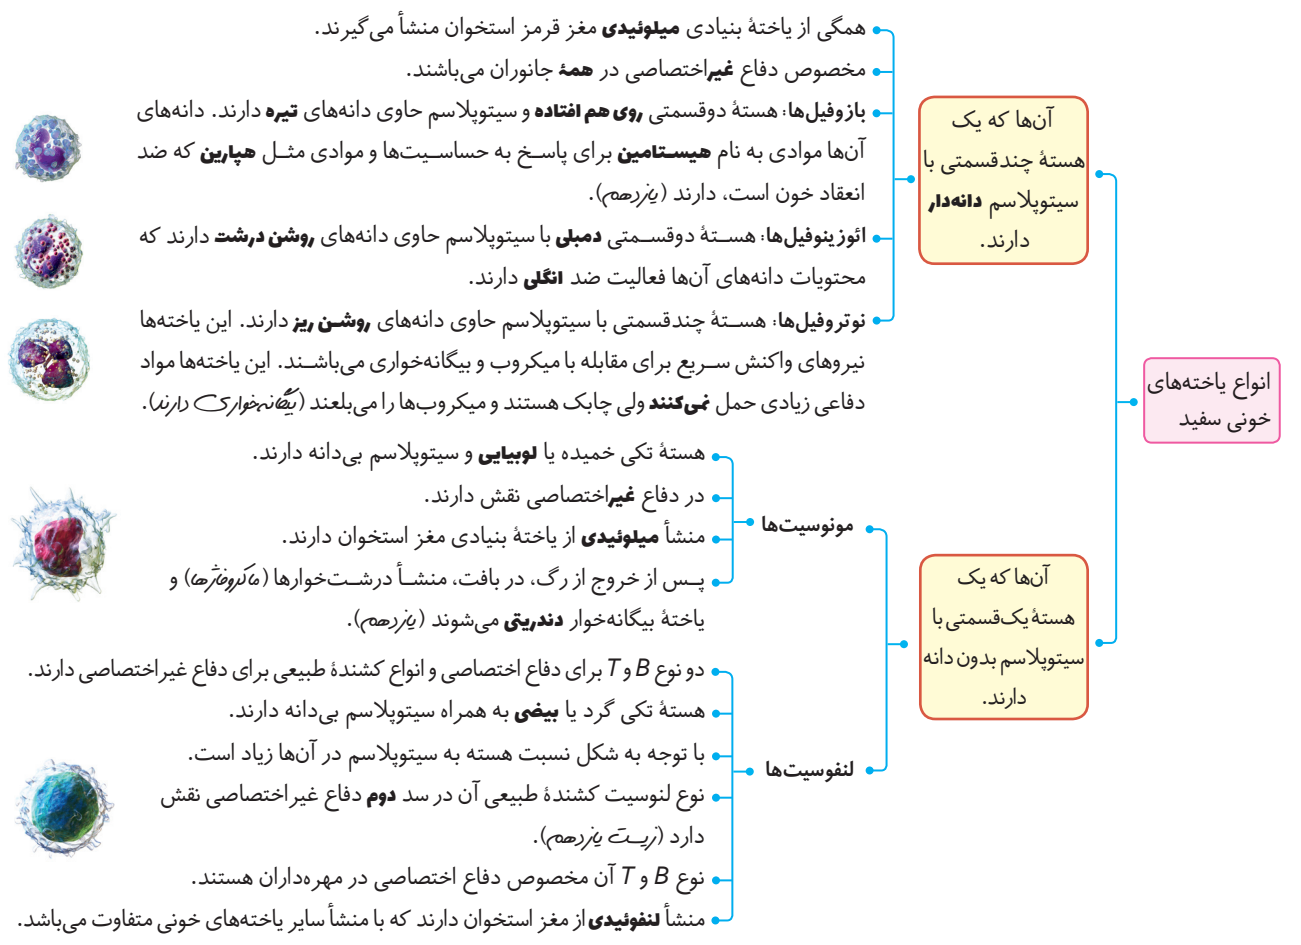 انواع یاخته‌های
خونی سفید
آن‌ها که یک
هستهٔ چندقسمتی با
سیتوپلاسم دانه‌دار
دارند.
همگی از یاختهٔ بنیادی میلوئیدی مغز قرمز استخوان منشأ می‌گیرند.
مخصوص دفاع غیراختصاصی در همهٔ جانوران می‌باشند.
بازوفیل‌ها: هستهٔ دوقسمتی روی هم افتاده و سیتوپلاسم حاوی دانه‌های تیره دارند. دانه‌های
آن‌ها موادی به نام هیستامین برای پاسخ به حساسیت‌ها و موادی مثل هپارین که ضد
انعقاد خون است، دارند (یازدهم).
ائوزینوفیل‌ها: هستهٔ دوقسمتی دمبلی با سیتوپلاسم حاوی دانه‌های روشن درشت دارند که
محتویات دانه‌های آن‌ها فعالیت ضد انگلی دارند.
نوتروفیل‌ها: هستهٔ چندقسمتی با سیتوپلاسم حاوی دانه‌های روشن ریز دارند. این یاخته‌ها
نیروهای واکنش سریع برای مقابله با میکروب و بیگانه‌خواری می‌باشند. این یاخته‌ها مواد
دفاعی زیادی حمل نمی‌کنند ولی چابک هستند و میکروب‌ها را می‌بلعند (بیگانه‌خواری دارند).
آن‌ها که یک
هستهٔ یک‌قسمتی با
سیتوپلاسم بدون دانه
دارند.
مونوسیت‌ها
هستهٔ تکی خمیده یا لوبیایی و سیتوپلاسم بی‌دانه دارند.
در دفاع غیراختصاصی نقش دارند.
منشأ میلوئیدی از یاختهٔ بنیادی مغز استخوان دارند.
پس از خروج از رگ، در بافت، منشأ درشت‌خوارها (ماکروفاژها) و
یاختهٔ بیگانه‌خوار دندریتی می‌شوند (یازدهم).
لنفوسیت‌ها
دو نوع B و T برای دفاع اختصاصی و انواع کشندهٔ طبیعی برای دفاع غیراختصاصی دارند.
هستهٔ تکی گرد یا بیضی به همراه سیتوپلاسم بی‌دانه دارند.
با توجه به شکل نسبت هسته به سیتوپلاسم در آن‌ها زیاد است.
نوع لنوسیت کشندهٔ طبیعی آن در سد دوم دفاع غیراختصاصی نقش
دارد (زیست یازدهم).
نوع B و T آن مخصوص دفاع اختصاصی در مهره‌داران هستند.
منشأ لنفوئیدی از مغز استخوان دارند که با منشأ سایر یاخته‌های خونی متفاوت می‌باشد.